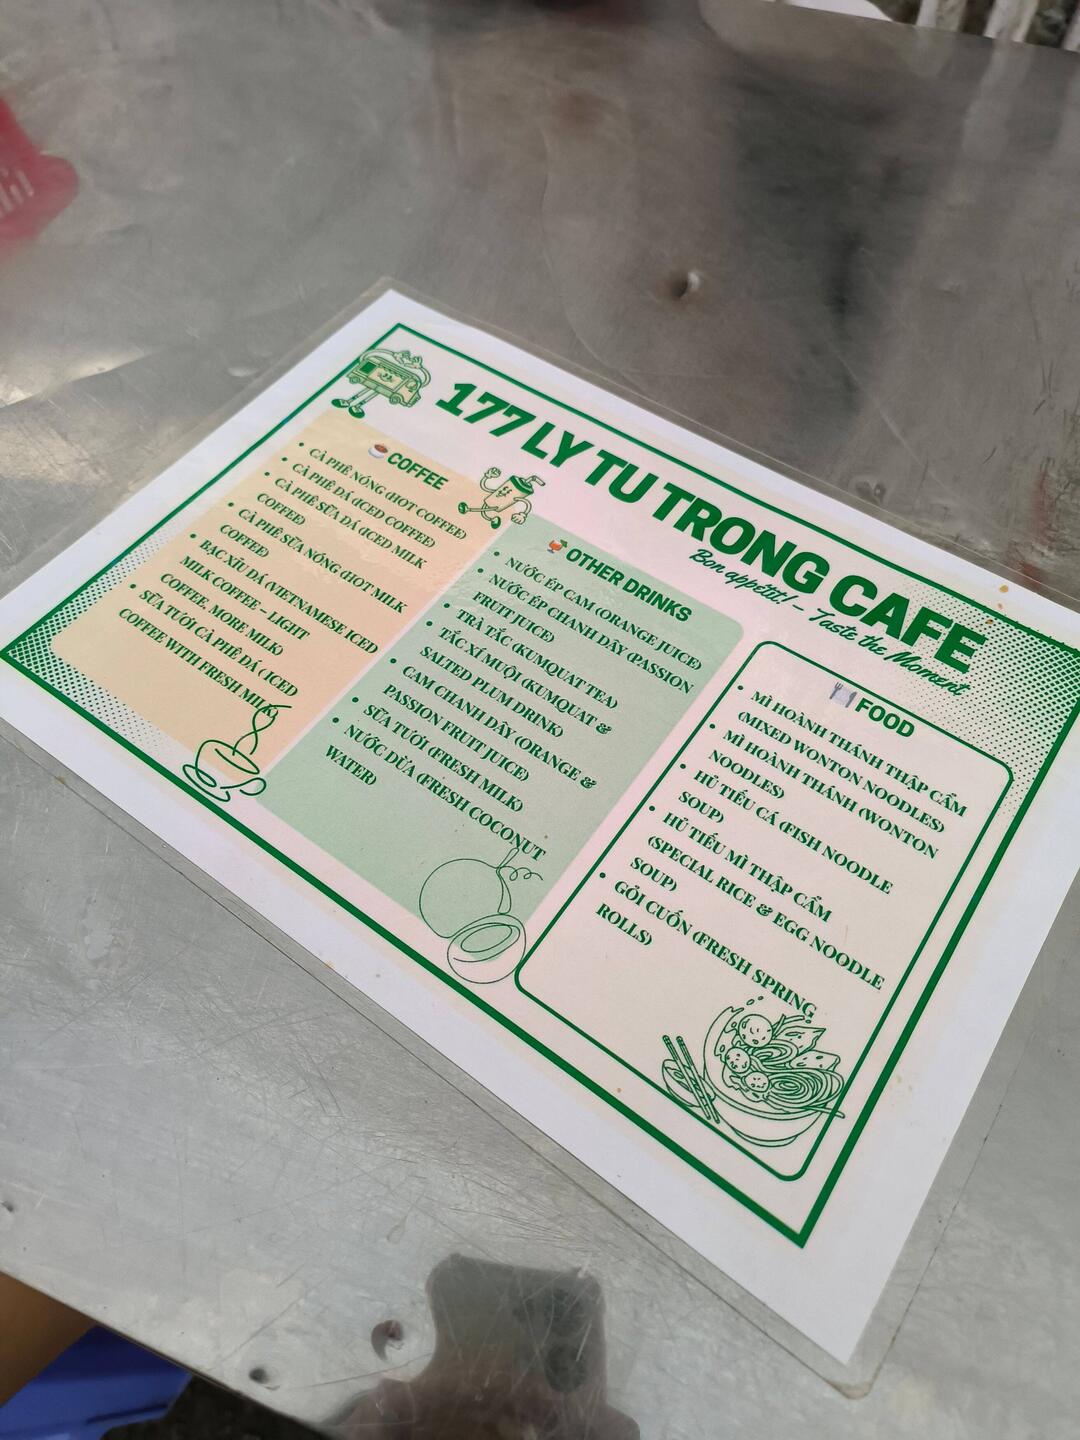 177 LY TU TRONG CAFE
Bon appétit! – Taste the Moment
COFFEE
• CÀ PHÊ NÓNG (HOT COFFEE)
• CÀ PHÊ ĐÁ (ICED COFFEE)
• CÀ PHÊ SỮA ĐÁ (ICED MILK
COFFEE)
• CÀ PHÊ SỮA NÓNG (HOT MILK
COFFEE)
• BẠC XỈU ĐÁ (VIETNAMESE ICED
MILK COFFEE – LIGHT
COFFEE, MORE MILK)
• SỮA TƯƠI CÀ PHÊ ĐÁ ( ICED
COFFEE WITH FRESH MILK)
OTHER DRINKS
• NƯỚC ÉP CAM (ORANGE JUICE)
• NƯỚC ÉP CHANH DÂY (PASSION
FRUIT JUICE)
• TRÀ TẮC (KUMQUAT TEA)
• TẮC XÍ MUỘI (KUMQUAT &
SALTED PLUM DRINK)
• CAM CHANH DÂY (ORANGE &
PASSION FRUIT JUICE)
• SỮA TƯƠI (FRESH MILK)
• NƯỚC DỪA (FRESH COCONUT
WATER)
FOOD
• MÌ HOÀNH THÁNH THẬP CẨM
(MIXED WONTON NOODLES)
• MÌ HOÀNH THÁNH (WONTON
NOODLES)
• HỦ TIẾU CÁ (FISH NOODLE
SOUP)
• HỦ TIẾU MÌ THẬP CẨM
(SPECIAL RICE & EGG NOODLE
SOUP)
• GỎI CUỐN (FRESH SPRING
ROLLS)